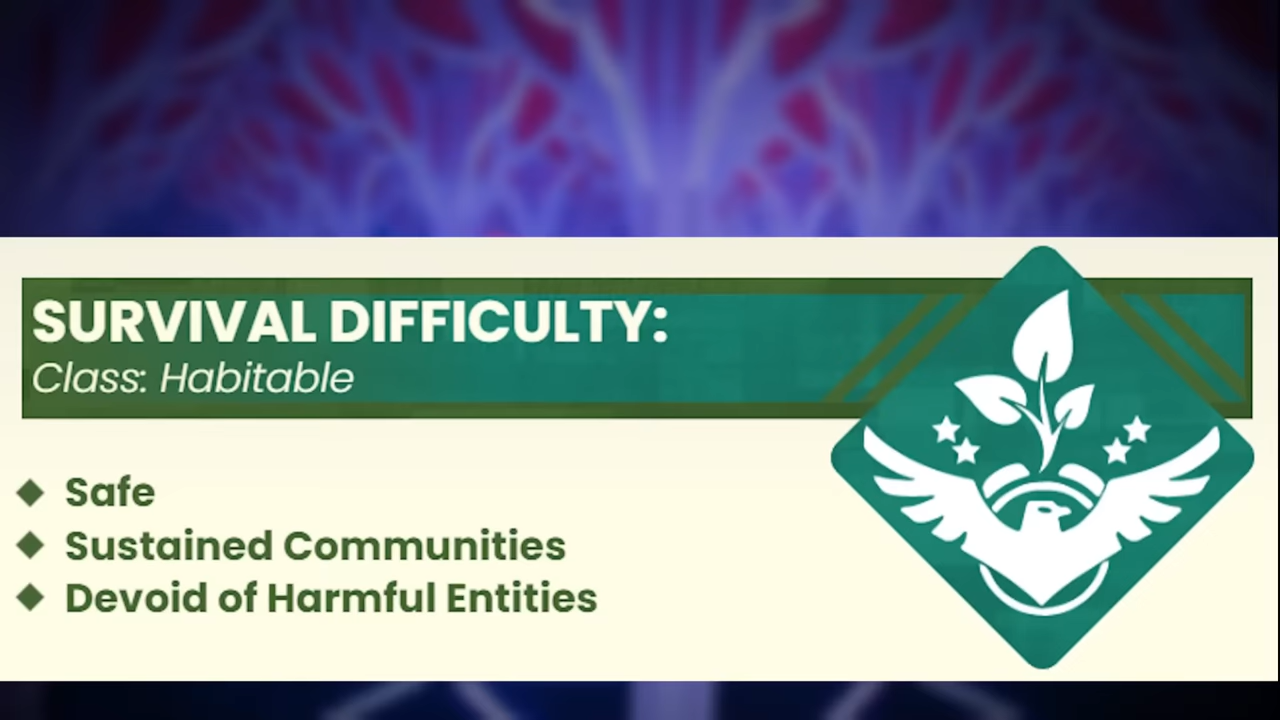 SURVIVAL DIFFICULTY:
Class: Habitable
Safe
Sustained Communities
Devoid of Harmful Entities